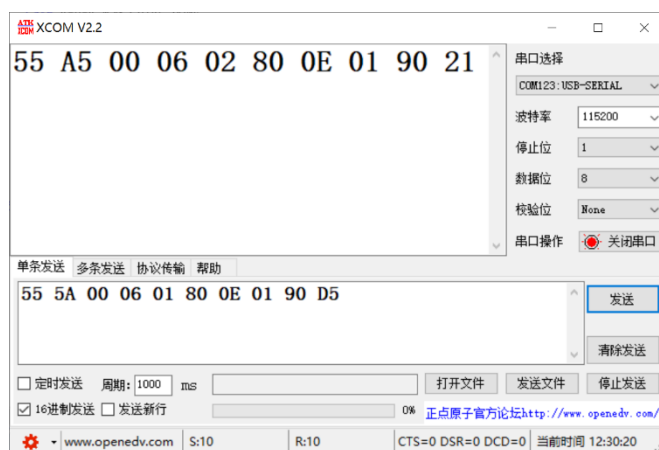 ATK XCOM XCOM V2.2
55 A5 00 06 02 80 0E 01 90 21
串口选择
COM123:USB-SERIAL
波特率 115200
停止位 1
数据位 8
校验位 None
串口操作 关闭串口
单条发送 多条发送 协议传输 帮助
55 5A 00 06 01 80 0E 01 90 D5
发送
清除发送
定时发送 周期: 1000 ms 打开文件 发送文件 停止发送
16进制发送 发送新行 0% 正点原子官方论坛http://www.openedv.com/
www.openedv.com S:10 R:10 CTS=0 DSR=0 DCD=0 当前时间 12:30:20